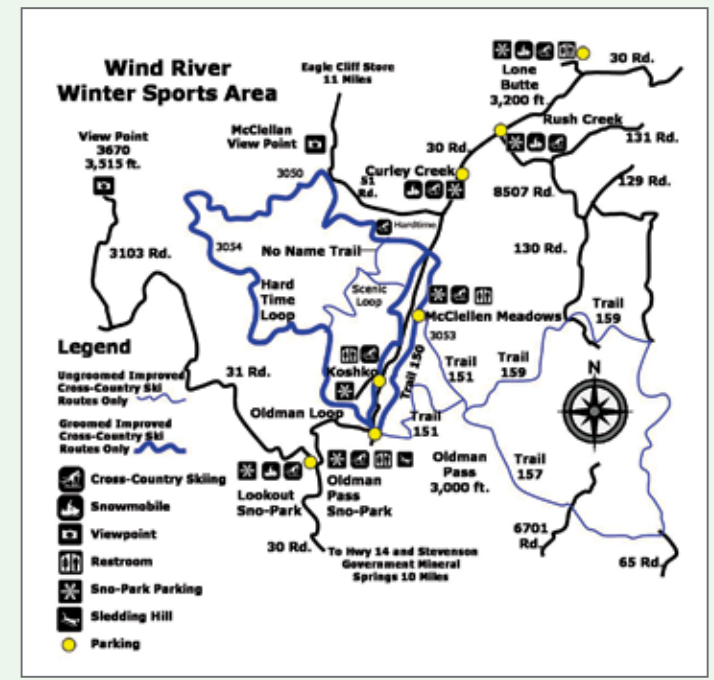 Wind River
Winter Sports Area
Eagle Cliff Store
11 Miles
30 Rd.
Lone
Butte
3,200 ft.
View Point
3670
3,515 ft.
McClellan
View Point
Rush Creek
30 Rd.
131 Rd.
3050
Curley Creek
51
Rd.
129 Rd.
8507 Rd.
Hardtime
3103 Rd.
3054
No Name Trail
130 Rd.
Hard
Time
Loop
Scenic
Loop
Trail
159
McClellen Meadows
3053
Legend
Ungroomed Improved
Cross-Country Ski
Routes Only
31 Rd.
Koshko
Trail 150
Trail
151
Trail
159
N
Oldman Loop
Trail
151
Groomed Improved
Cross-Country Ski
Routes Only
Oldman
Pass
3,000 ft.
Trail
157
Cross-Country Skiing
Lookout
Sno-Park
Oldman
Pass
Sno-Park
Snowmobile
Viewpoint
6701
Rd.
30 Rd.
To Hwy 14 and Stevenson
Government Mineral
Springs 10 Miles
65 Rd.
Restroom
Sno-Park Parking
Sledding Hill
Parking